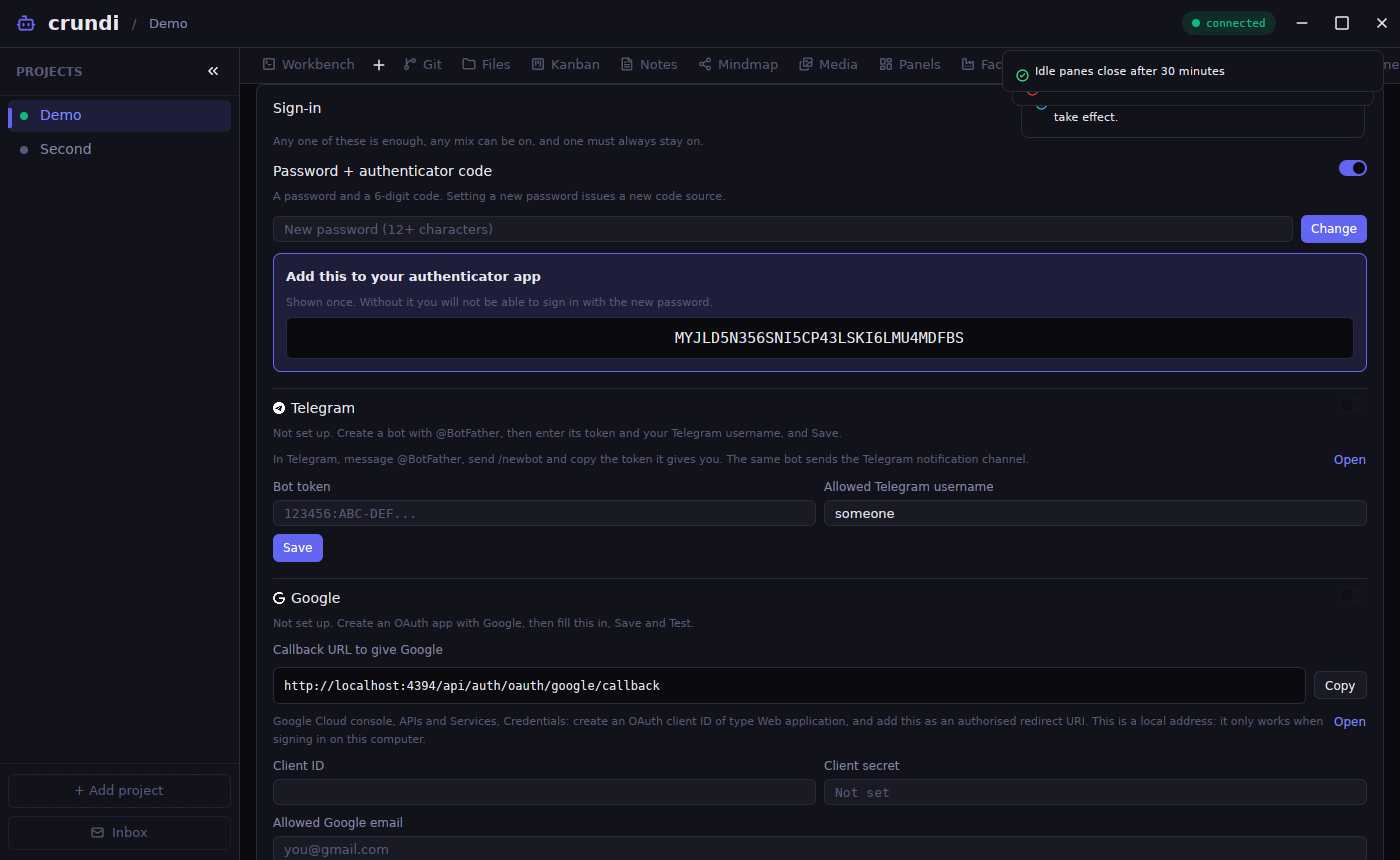 crundi / Demo
connected
PROJECTS
Workbench
Git
Files
Kanban
Notes
Mindmap
Media
Panels
Fac
me
Idle panes close after 30 minutes
take effect.
Demo
Second
Sign-in
Any one of these is enough, any mix can be on, and one must always stay on.
Password + authenticator code
A password and a 6-digit code. Setting a new password issues a new code source.
New password (12+ characters)
Change
Add this to your authenticator app
Shown once. Without it you will not be able to sign in with the new password.
MYJLD5N356SNI5CP43LSKI6LMU4MDFBS
Telegram
Not set up. Create a bot with @BotFather, then enter its token and your Telegram username, and Save.
In Telegram, message @BotFather, send /newbot and copy the token it gives you. The same bot sends the Telegram notification channel.
Open
Bot token
Allowed Telegram username
123456:ABC-DEF...
someone
Save
Google
Not set up. Create an OAuth app with Google, then fill this in, Save and Test.
Callback URL to give Google
http://localhost:4394/api/auth/oauth/google/callback
Copy
Google Cloud console, APIs and Services, Credentials: create an OAuth client ID of type Web application, and add this as an authorised redirect URI. This is a local address: it only works when
signing in on this computer.
Open
Client ID
Client secret
Not set
Allowed Google email
you@gmail.com
+ Add project
Inbox